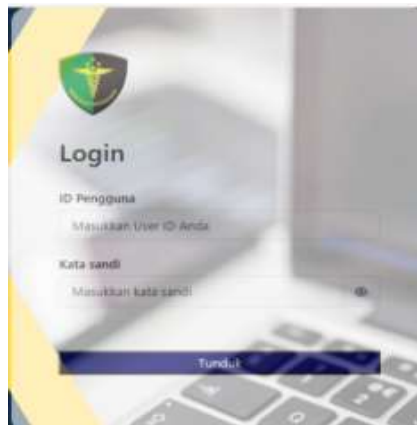 Login
ID Pengguna
Masukkan User ID Anda
Kata sandi
Masukkan kata sandi
Tunduk